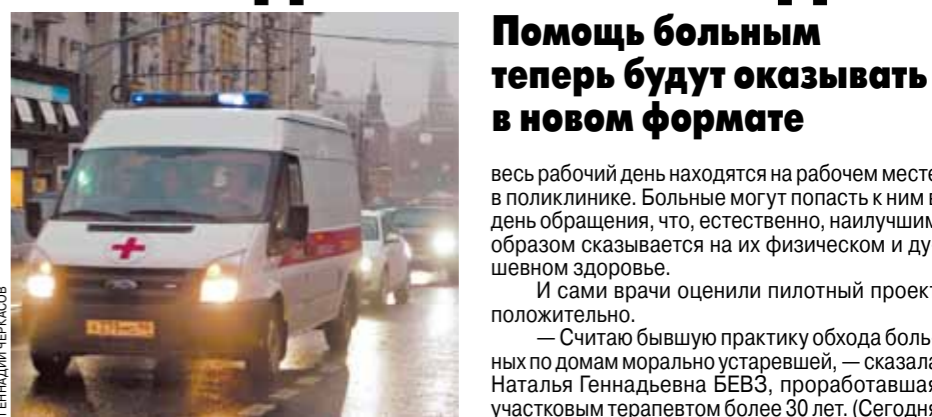 Помощь больным
теперь будут оказывать
в новом формате
весь рабочий день находятся на рабочем месте
в поликлинике. Больные могут попасть к ним в
день обращения, что, естественно, наилучшим
образом сказывается на их физическом и ду-
шевном здоровье.
И сами врачи оценили пилотный проект
положительно.
— Считаю бывшую практику обхода боль-
ных по домам морально устаревшей, — сказала
Наталья Геннадьевна БЕВЗ, проработавшая
участковым терапевтом более 30 лет. (Сегодня
ГЕННАДИЙ ЧЕРКАСОВ